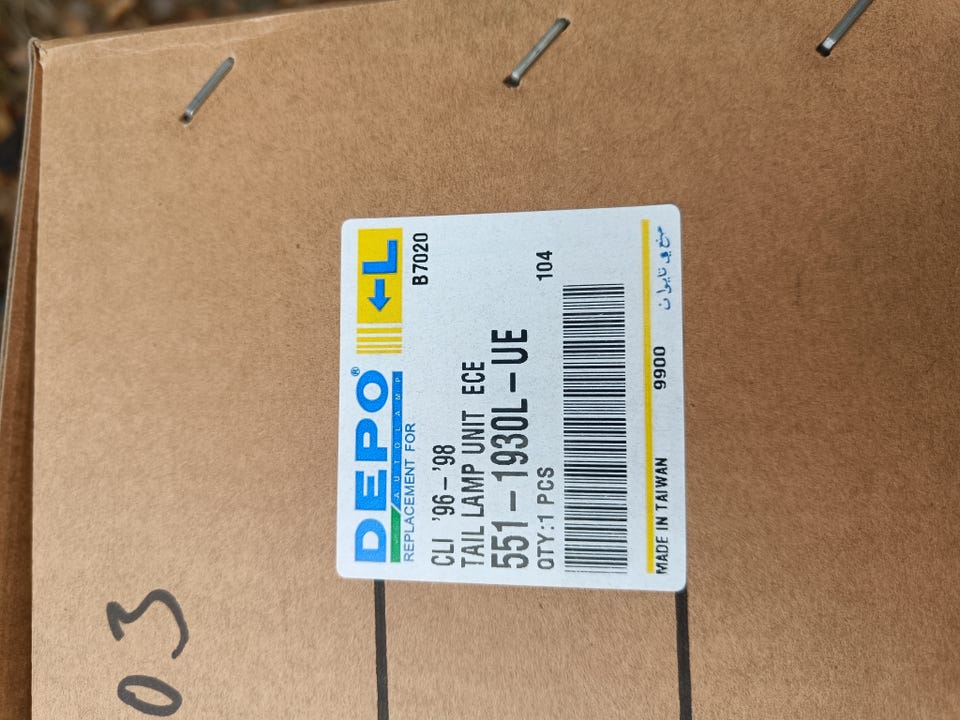 DEPO®
AUTO LAMP
L
REPLACEMENT FOR
B7020
CLI '96-'98
TAIL LAMP UNIT ECE
551-1930L-UE
QTY:1 PCS
104
MADE IN TAIWAN
9900
03